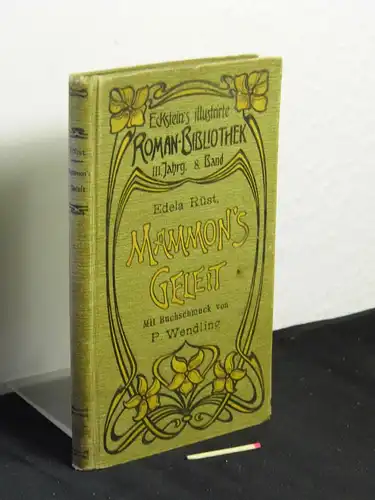 Eckstein's illustrirte
ROMAN-BIBLIOTHEK
III. Jahrg. 8 Band
Edela Rüst.
MAMMON'S
GELEIT
Mit Buchschmuck von
P. Wendling